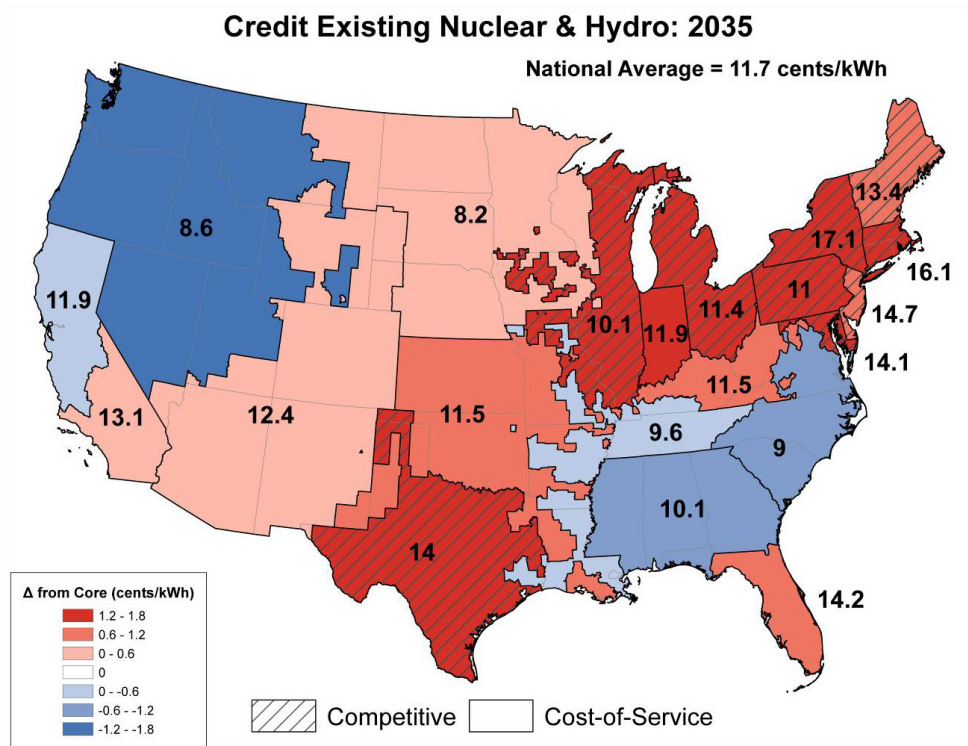 Credit Existing Nuclear & Hydro: 2035
National Average = 11.7 cents/kWh
13.4
8.2
8.6
17.1
16.1
11.9
11
10.1
11.9
11.4
14.7
14.1
11.5
13.1
12.4
11.5
9.6
9
10.1
14
14.2
Δ from Core (cents/kWh)
1.2 - 1.8
0.6 - 1.2
0 - 0.6
0
0 - -0.6
-0.6 - -1.2
-1.2 - -1.8
Competitive
Cost-of-Service